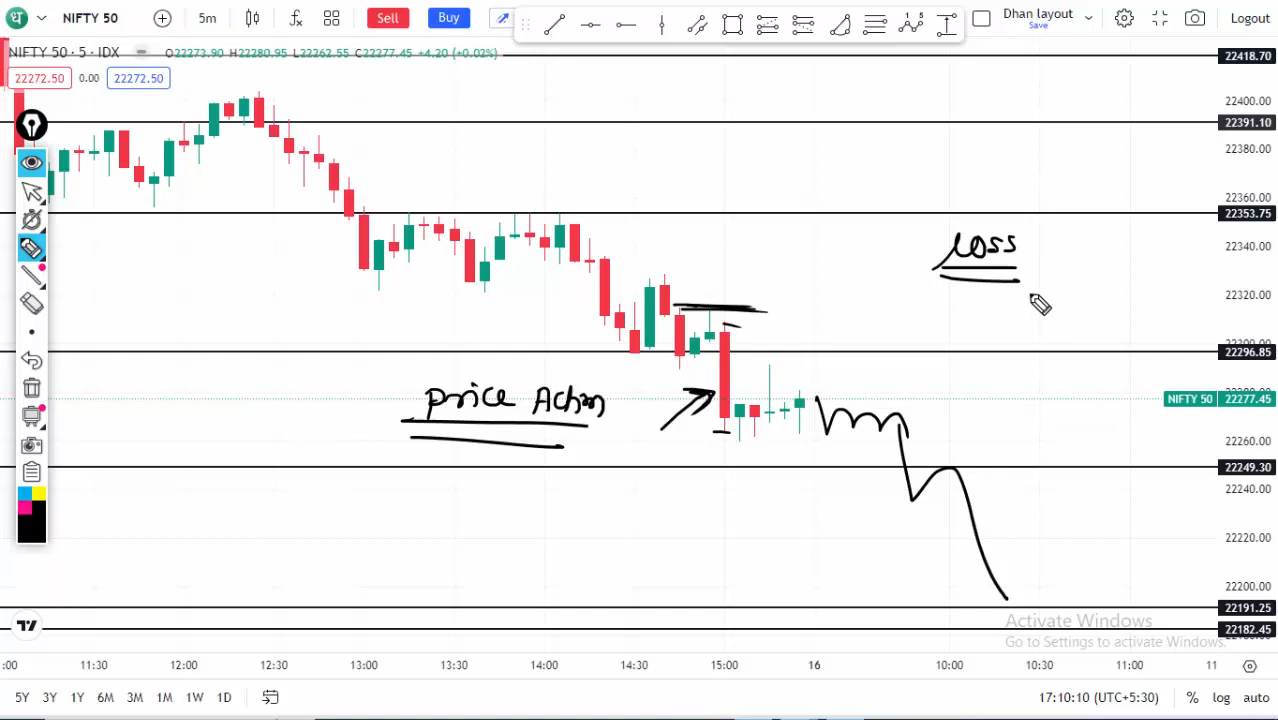 NIFTY 50 5m Sell Buy Dhan layout Save Logout
NIFTY 50 · 5 · IDX O22273.90 H22280.95 L22262.55 C22277.45 +4.20 (+0.02%)
22272.50 0.00 22272.50
22418.70
22400.00
22391.10
22380.00
22360.00
22353.75
22340.00
loss
22320.00
22296.85
price Action
NIFTY 50 22277.45
22260.00
22249.30
22240.00
22220.00
22200.00
22191.25
Activate Windows
22182.45
Go to Settings to activate Windows.
:00 11:30 12:00 12:30 13:00 13:30 14:00 14:30 15:00 16 10:00 10:30 11:00 11
5Y 3Y 1Y 6M 3M 1M 1W 1D 17:10:10 (UTC+5:30) % log auto